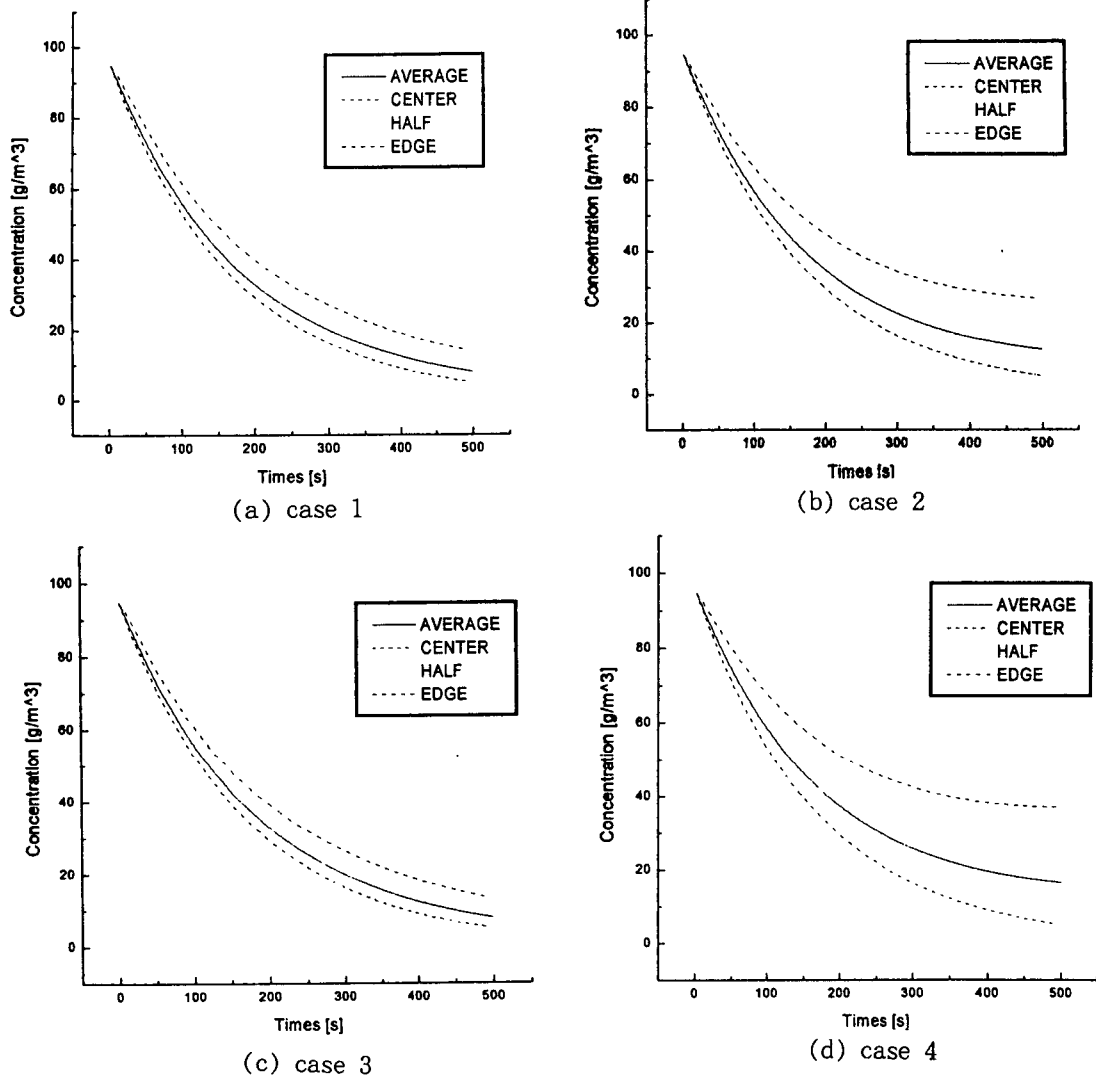 100
80
60
40
20
0
Concentration [g/m^3]
AVERAGE
CENTER
HALF
EDGE
0 100 200 300 400 500
Times [s]
(a) case 1
100
80
60
40
20
0
Concentration [g/m^3]
AVERAGE
CENTER
HALF
EDGE
0 100 200 300 400 500
Times [s]
(b) case 2
100
80
60
40
20
0
Concentration [g/m^3]
AVERAGE
CENTER
HALF
EDGE
0 100 200 300 400 500
Times [s]
(c) case 3
100
80
60
40
20
0
Concentration [g/m^3]
AVERAGE
CENTER
HALF
EDGE
0 100 200 300 400 500
Times [s]
(d) case 4